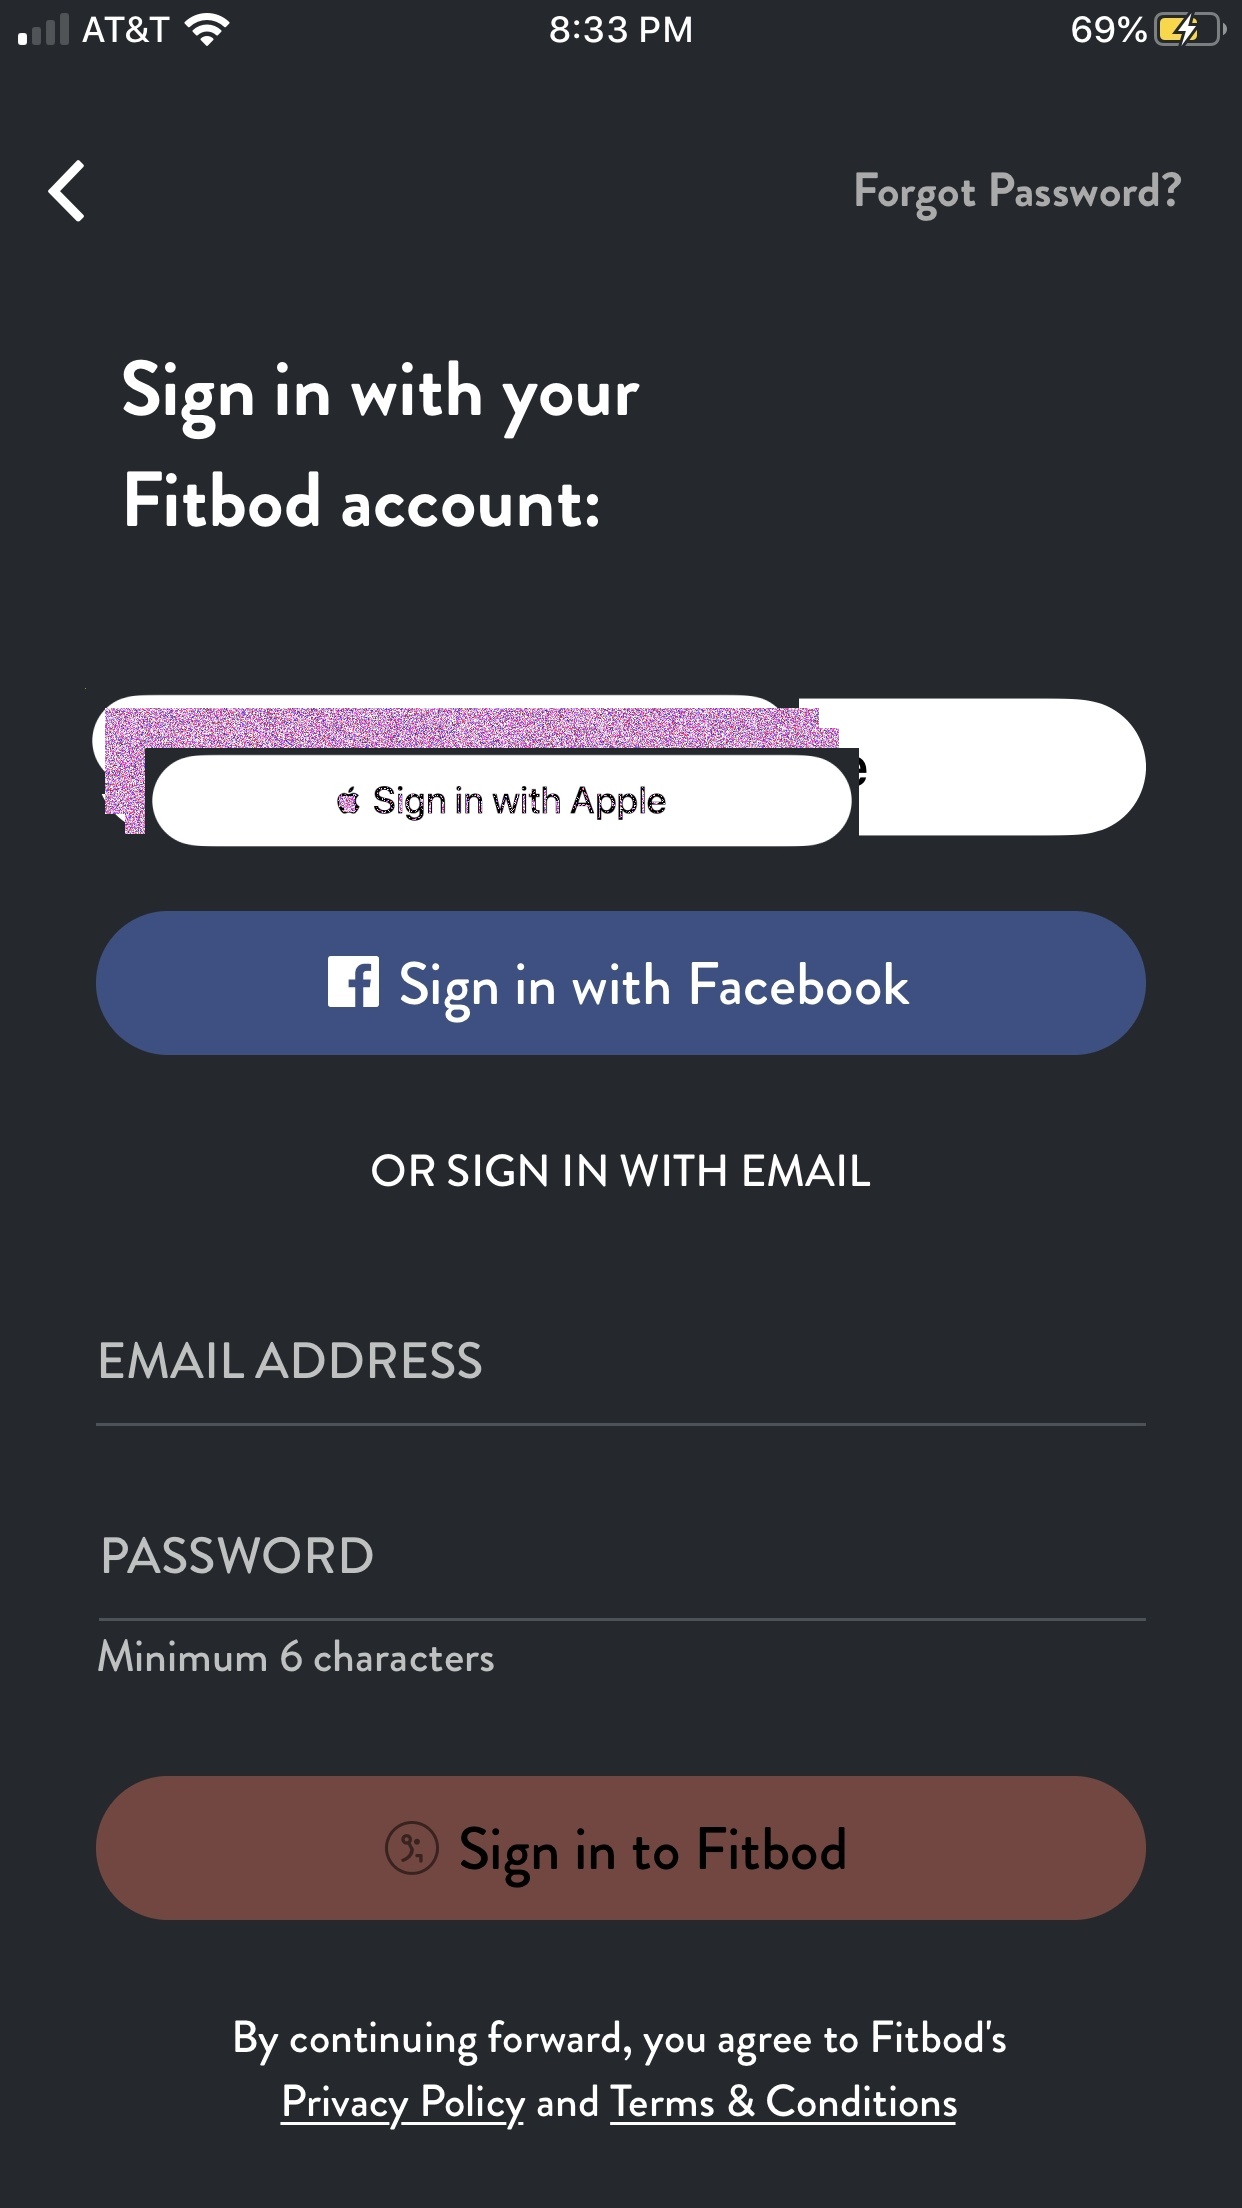 AT&T 8:33 PM 69%
Forgot Password?
Sign in with your
Fitbod account:
Sign in with Apple
e
Sign in with Facebook
OR SIGN IN WITH EMAIL
EMAIL ADDRESS
PASSWORD
Minimum 6 characters
Sign in to Fitbod
By continuing forward, you agree to Fitbod's
Privacy Policy and Terms & Conditions